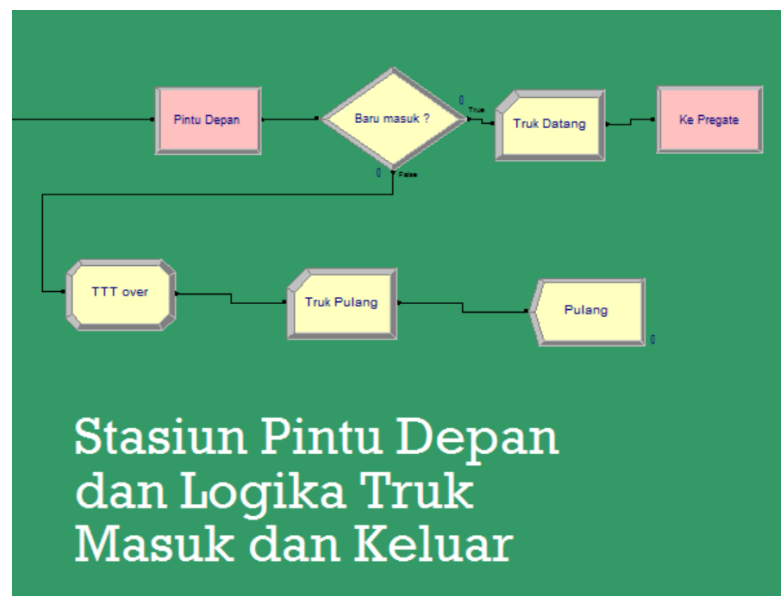 Pintu Depan
Baru masuk ?
0
True
Truk Datang
Ke Pregate
0
False
TTT over
Truk Pulang
Pulang
0
Stasiun Pintu Depan
dan Logika Truk
Masuk dan Keluar